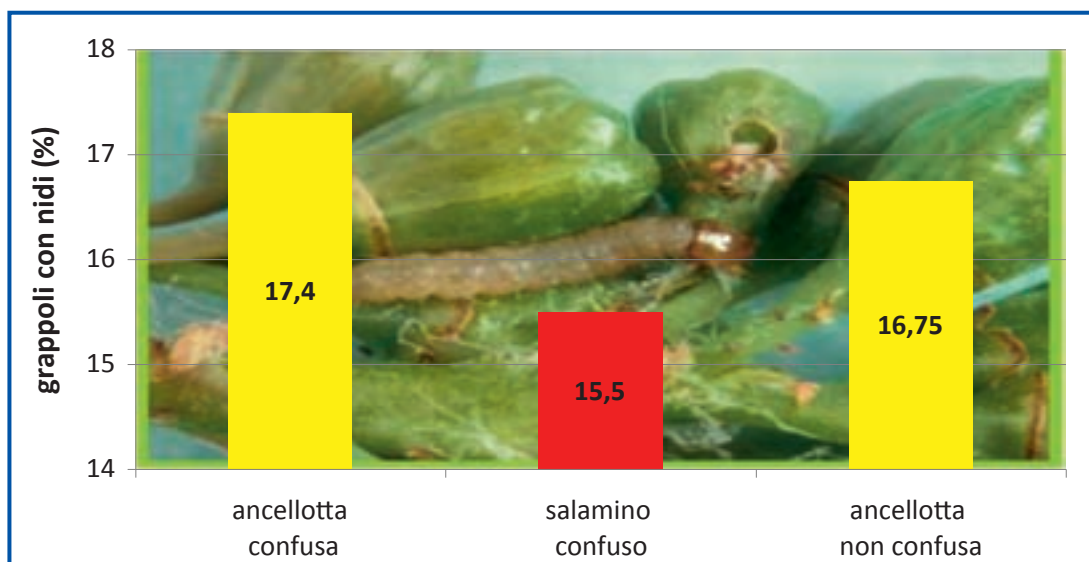 grappoli con nidi (%)
18
17
16
15
14
17,4
15,5
16,75
ancellotta
confusa
salamino
confuso
ancellotta
non confusa